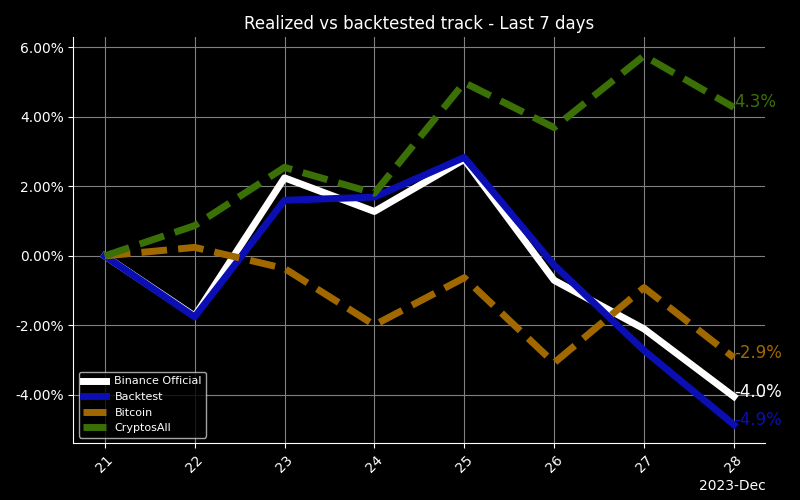 Realized vs backtested track - Last 7 days
6.00%
4.00%
2.00%
0.00%
-2.00%
-4.00%
4.3%
-2.9%
-4.0%
-4.9%
Binance Official
Backtest
Bitcoin
CryptosAll
21 22 23 24 25 26 27 28
2023-Dec